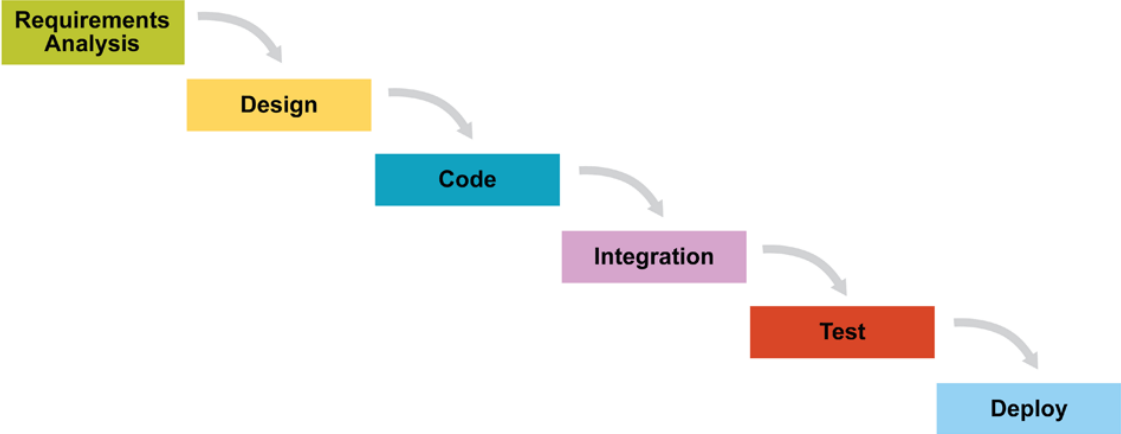 Requirements
Analysis
Design
Code
Integration
Test
Deploy